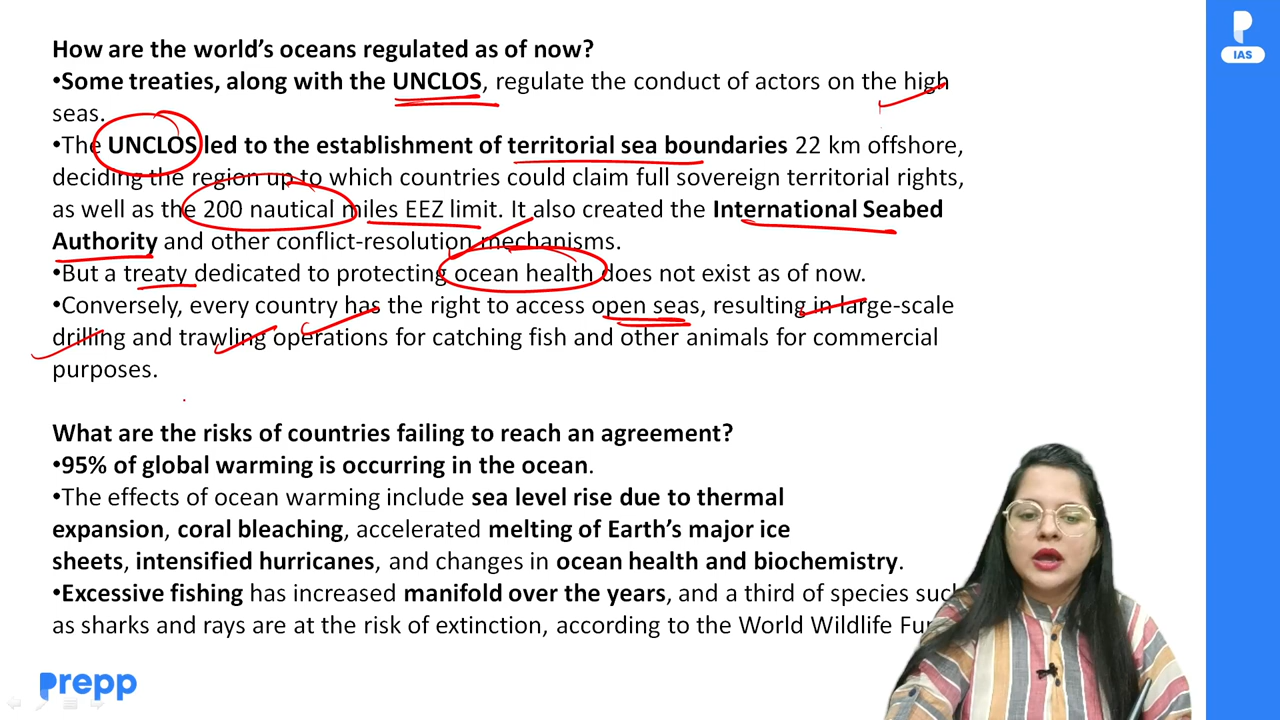 How are the world's oceans regulated as of now?
•Some treaties, along with the UNCLOS, regulate the conduct of actors on the high
seas.
•The UNCLOS led to the establishment of territorial sea boundaries 22 km offshore,
deciding the region up to which countries could claim full sovereign territorial rights,
as well as the 200 nautical miles EEZ limit. It also created the International Seabed
Authority and other conflict-resolution mechanisms.
•But a treaty dedicated to protecting ocean health does not exist as of now.
•Conversely, every country has the right to access open seas, resulting in large-scale
drilling and trawling operations for catching fish and other animals for commercial
purposes.
What are the risks of countries failing to reach an agreement?
•95% of global warming is occurring in the ocean.
•The effects of ocean warming include sea level rise due to thermal
expansion, coral bleaching, accelerated melting of Earth's major ice
sheets, intensified hurricanes, and changes in ocean health and biochemistry.
•Excessive fishing has increased manifold over the years, and a third of species
as sharks and rays are at the risk of extinction, according to the World Wildlife
prepp
IAS